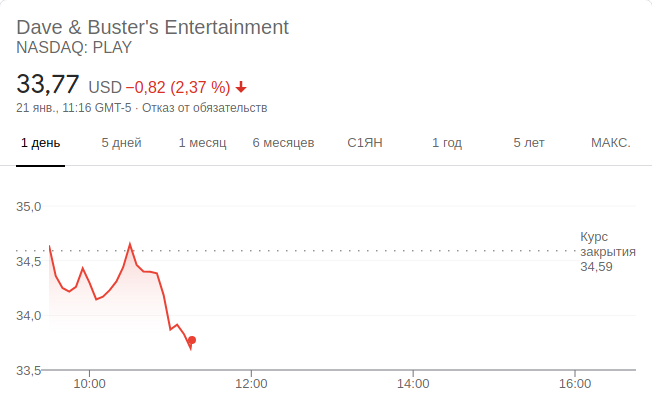 Dave & Buster's Entertainment
NASDAQ: PLAY
33,77 USD −0,82 (2,37 %)
21 янв., 11:16 GMT-5 · Отказ от обязательств
1 день 5 дней 1 месяц 6 месяцев С1ЯН 1 год 5 лет МАКС.
35,0
Курс
закрытия
34,59
34,5
34,0
33,5
10:00 12:00 14:00 16:00